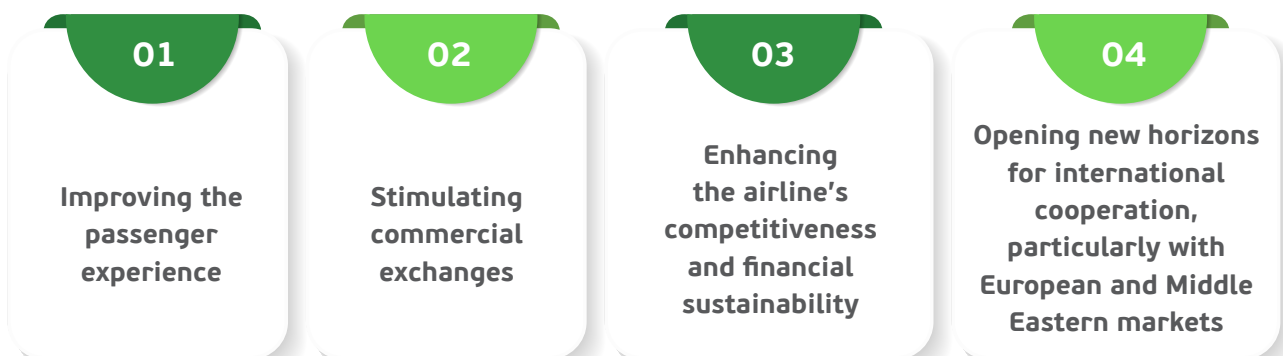 01
Improving the
passenger
experience
02
Stimulating
commercial
exchanges
03
Enhancing
the airline's
competitiveness
and financial
sustainability
04
Opening new horizons
for international
cooperation,
particularly with
European and Middle
Eastern markets